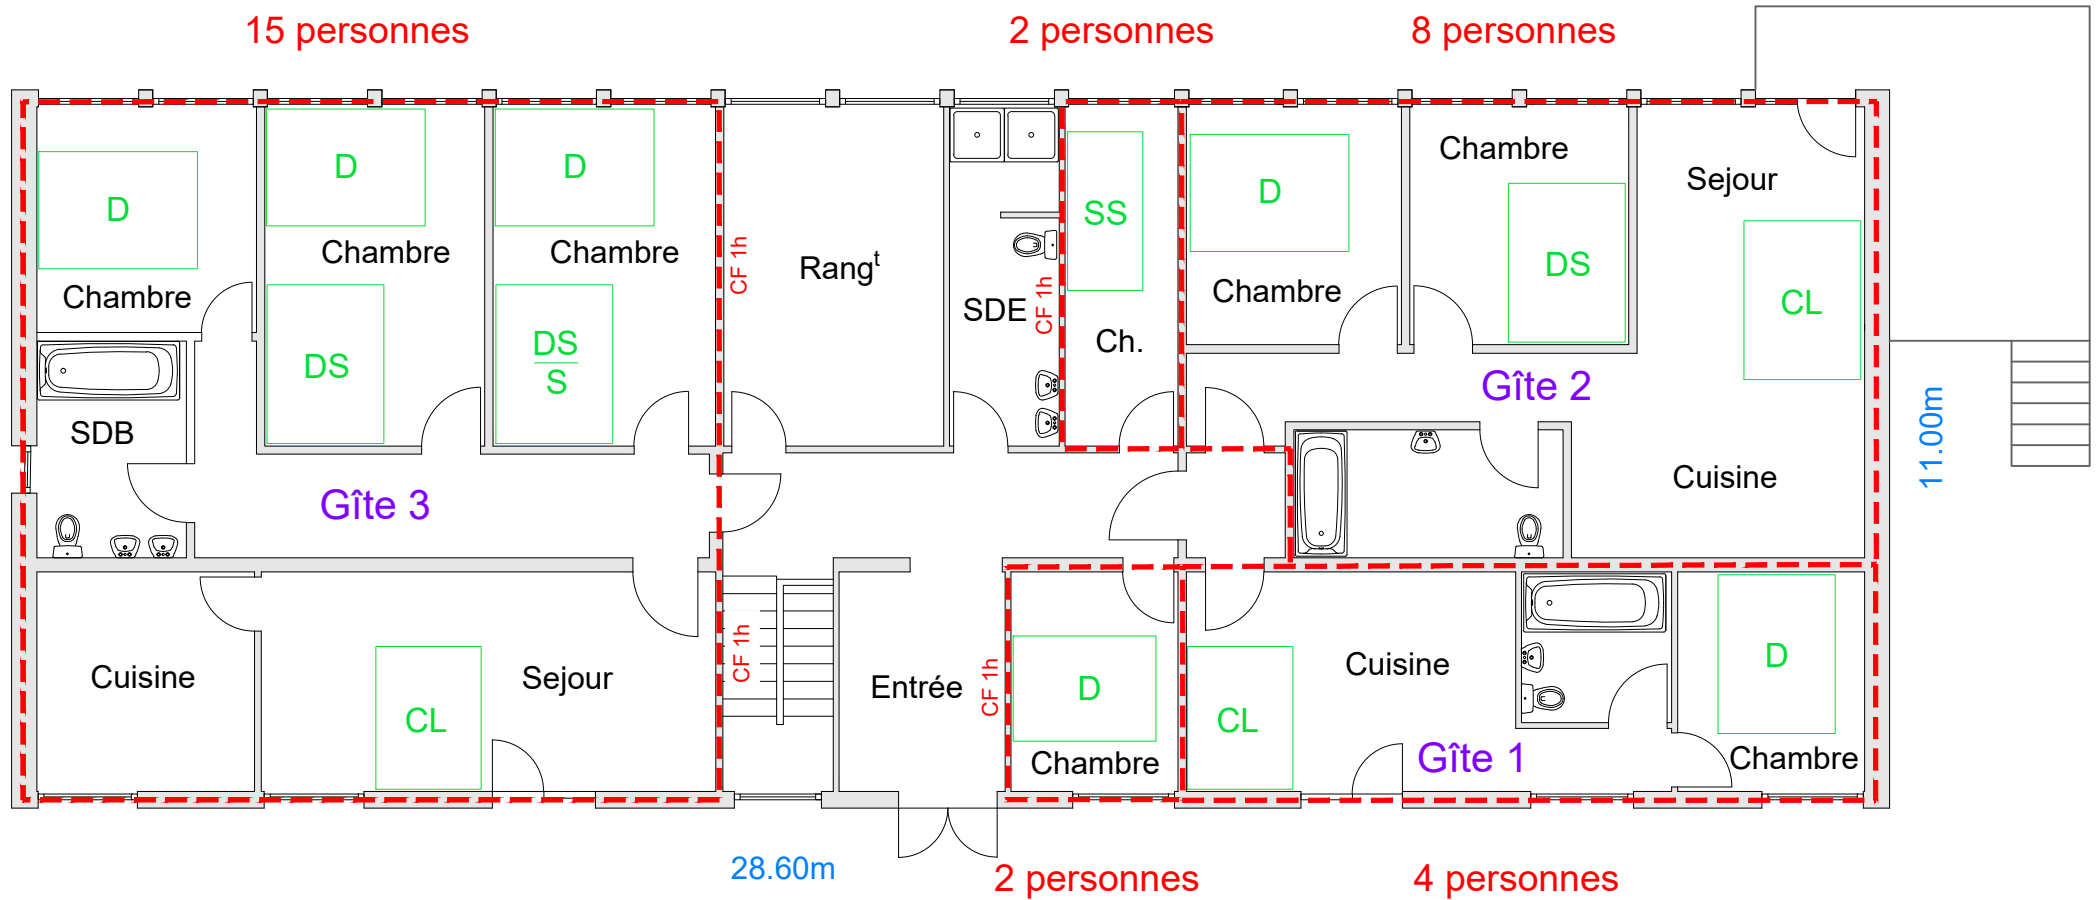 15 personnes
2 personnes
8 personnes
D
D
D
SS
D
Chambre
Sejour
Chambre
Chambre
Chambre
Rangt
CF 1h
SDE
CF 1h
Ch.
Chambre
DS
CL
DS
DS
S
SDB
Gîte 3
Gîte 2
Cuisine
11.00m
Cuisine
Sejour
CL
CF 1h
Entrée
CF 1h
D
Chambre
CL
Cuisine
Gîte 1
D
Chambre
28.60m
2 personnes
4 personnes